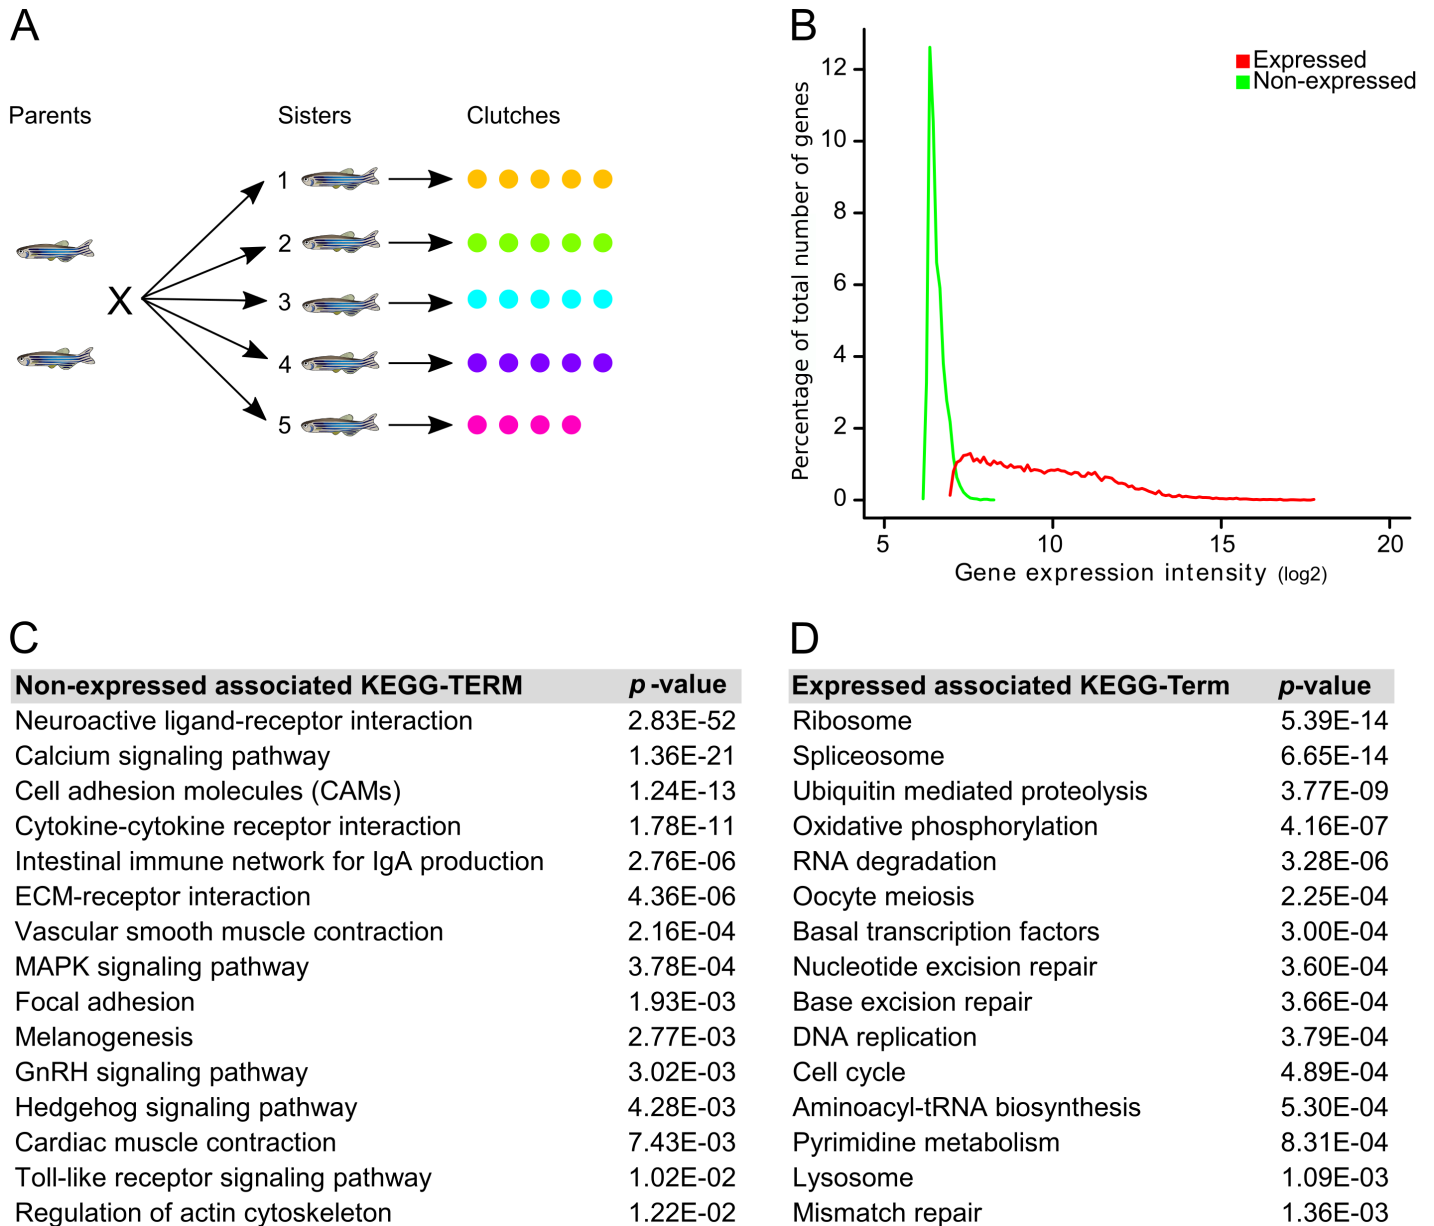 A
Parents
Sisters
Clutches
1
2
X
3
4
5
B
Expressed
Non-expressed
Percentage of total number of genes
12
10
8
6
4
2
0
5
10
15
20
Gene expression intensity (log2)
C
Non-expressed associated KEGG-TERM p -value
Neuroactive ligand-receptor interaction 2.83E-52
Calcium signaling pathway 1.36E-21
Cell adhesion molecules (CAMs) 1.24E-13
Cytokine-cytokine receptor interaction 1.78E-11
Intestinal immune network for IgA production 2.76E-06
ECM-receptor interaction 4.36E-06
Vascular smooth muscle contraction 2.16E-04
MAPK signaling pathway 3.78E-04
Focal adhesion 1.93E-03
Melanogenesis 2.77E-03
GnRH signaling pathway 3.02E-03
Hedgehog signaling pathway 4.28E-03
Cardiac muscle contraction 7.43E-03
Toll-like receptor signaling pathway 1.02E-02
Regulation of actin cytoskeleton 1.22E-02
D
Expressed associated KEGG-Term p-value
Ribosome 5.39E-14
Spliceosome 6.65E-14
Ubiquitin mediated proteolysis 3.77E-09
Oxidative phosphorylation 4.16E-07
RNA degradation 3.28E-06
Oocyte meiosis 2.25E-04
Basal transcription factors 3.00E-04
Nucleotide excision repair 3.60E-04
Base excision repair 3.66E-04
DNA replication 3.79E-04
Cell cycle 4.89E-04
Aminoacyl-tRNA biosynthesis 5.30E-04
Pyrimidine metabolism 8.31E-04
Lysosome 1.09E-03
Mismatch repair 1.36E-03